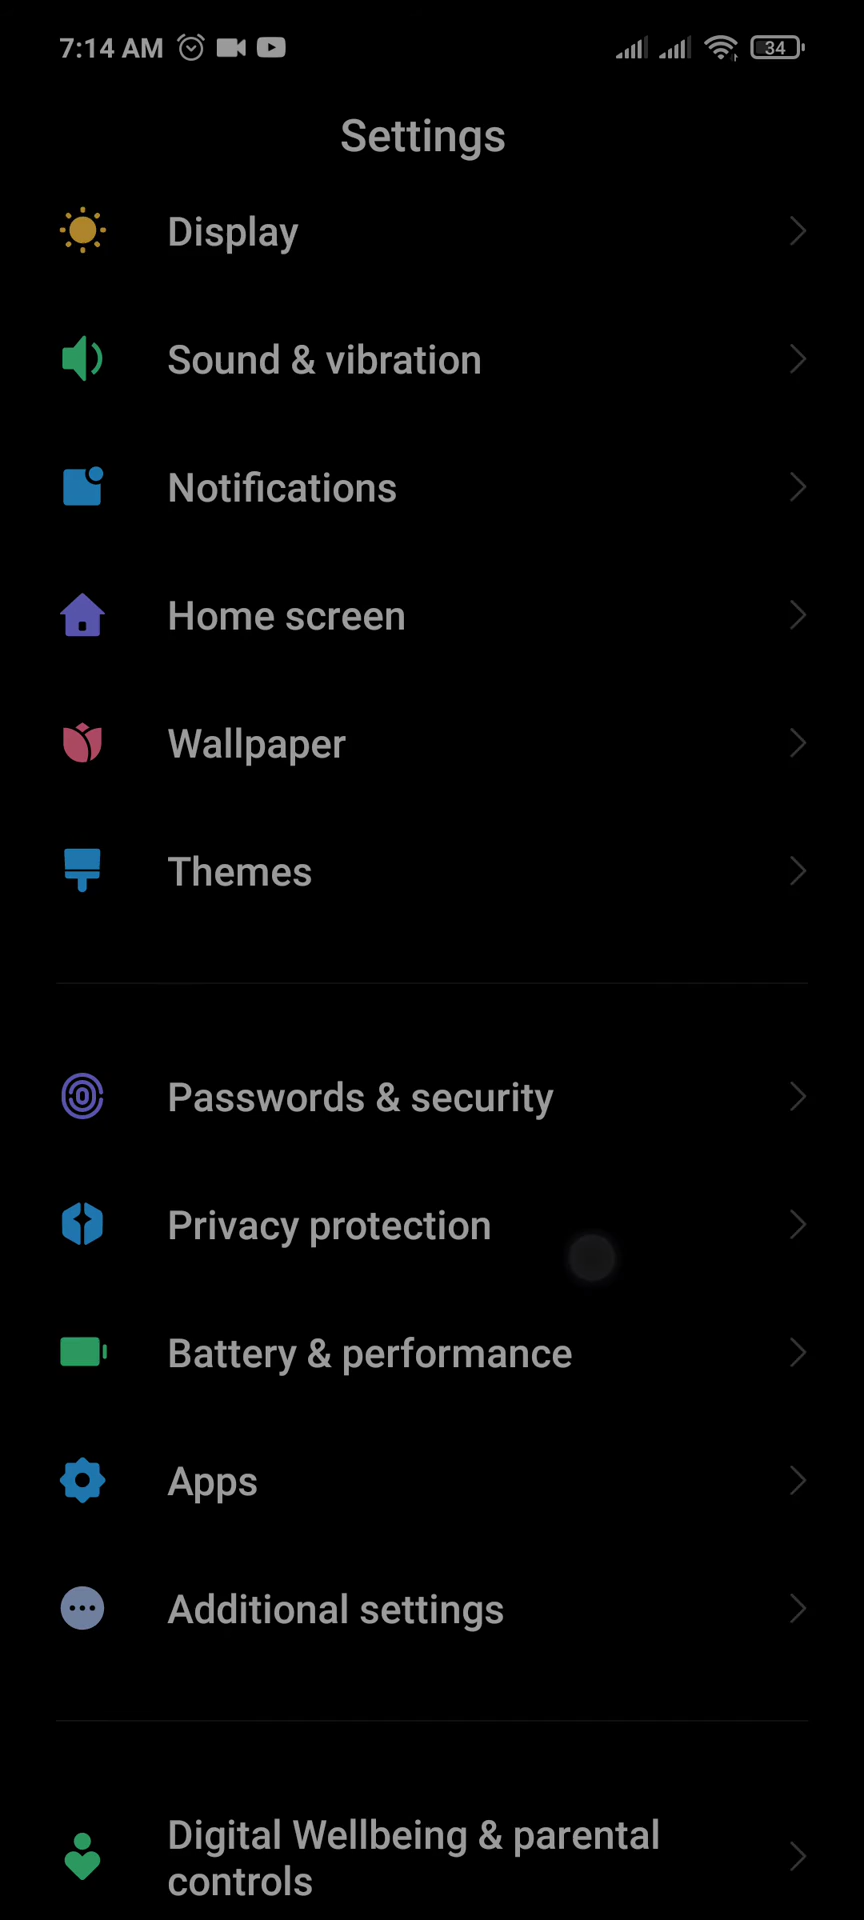 7:14 AM 34
Settings
Display
Sound & vibration
Notifications
Home screen
Wallpaper
Themes
Passwords & security
Privacy protection
Battery & performance
Apps
Additional settings
Digital Wellbeing & parental
controls